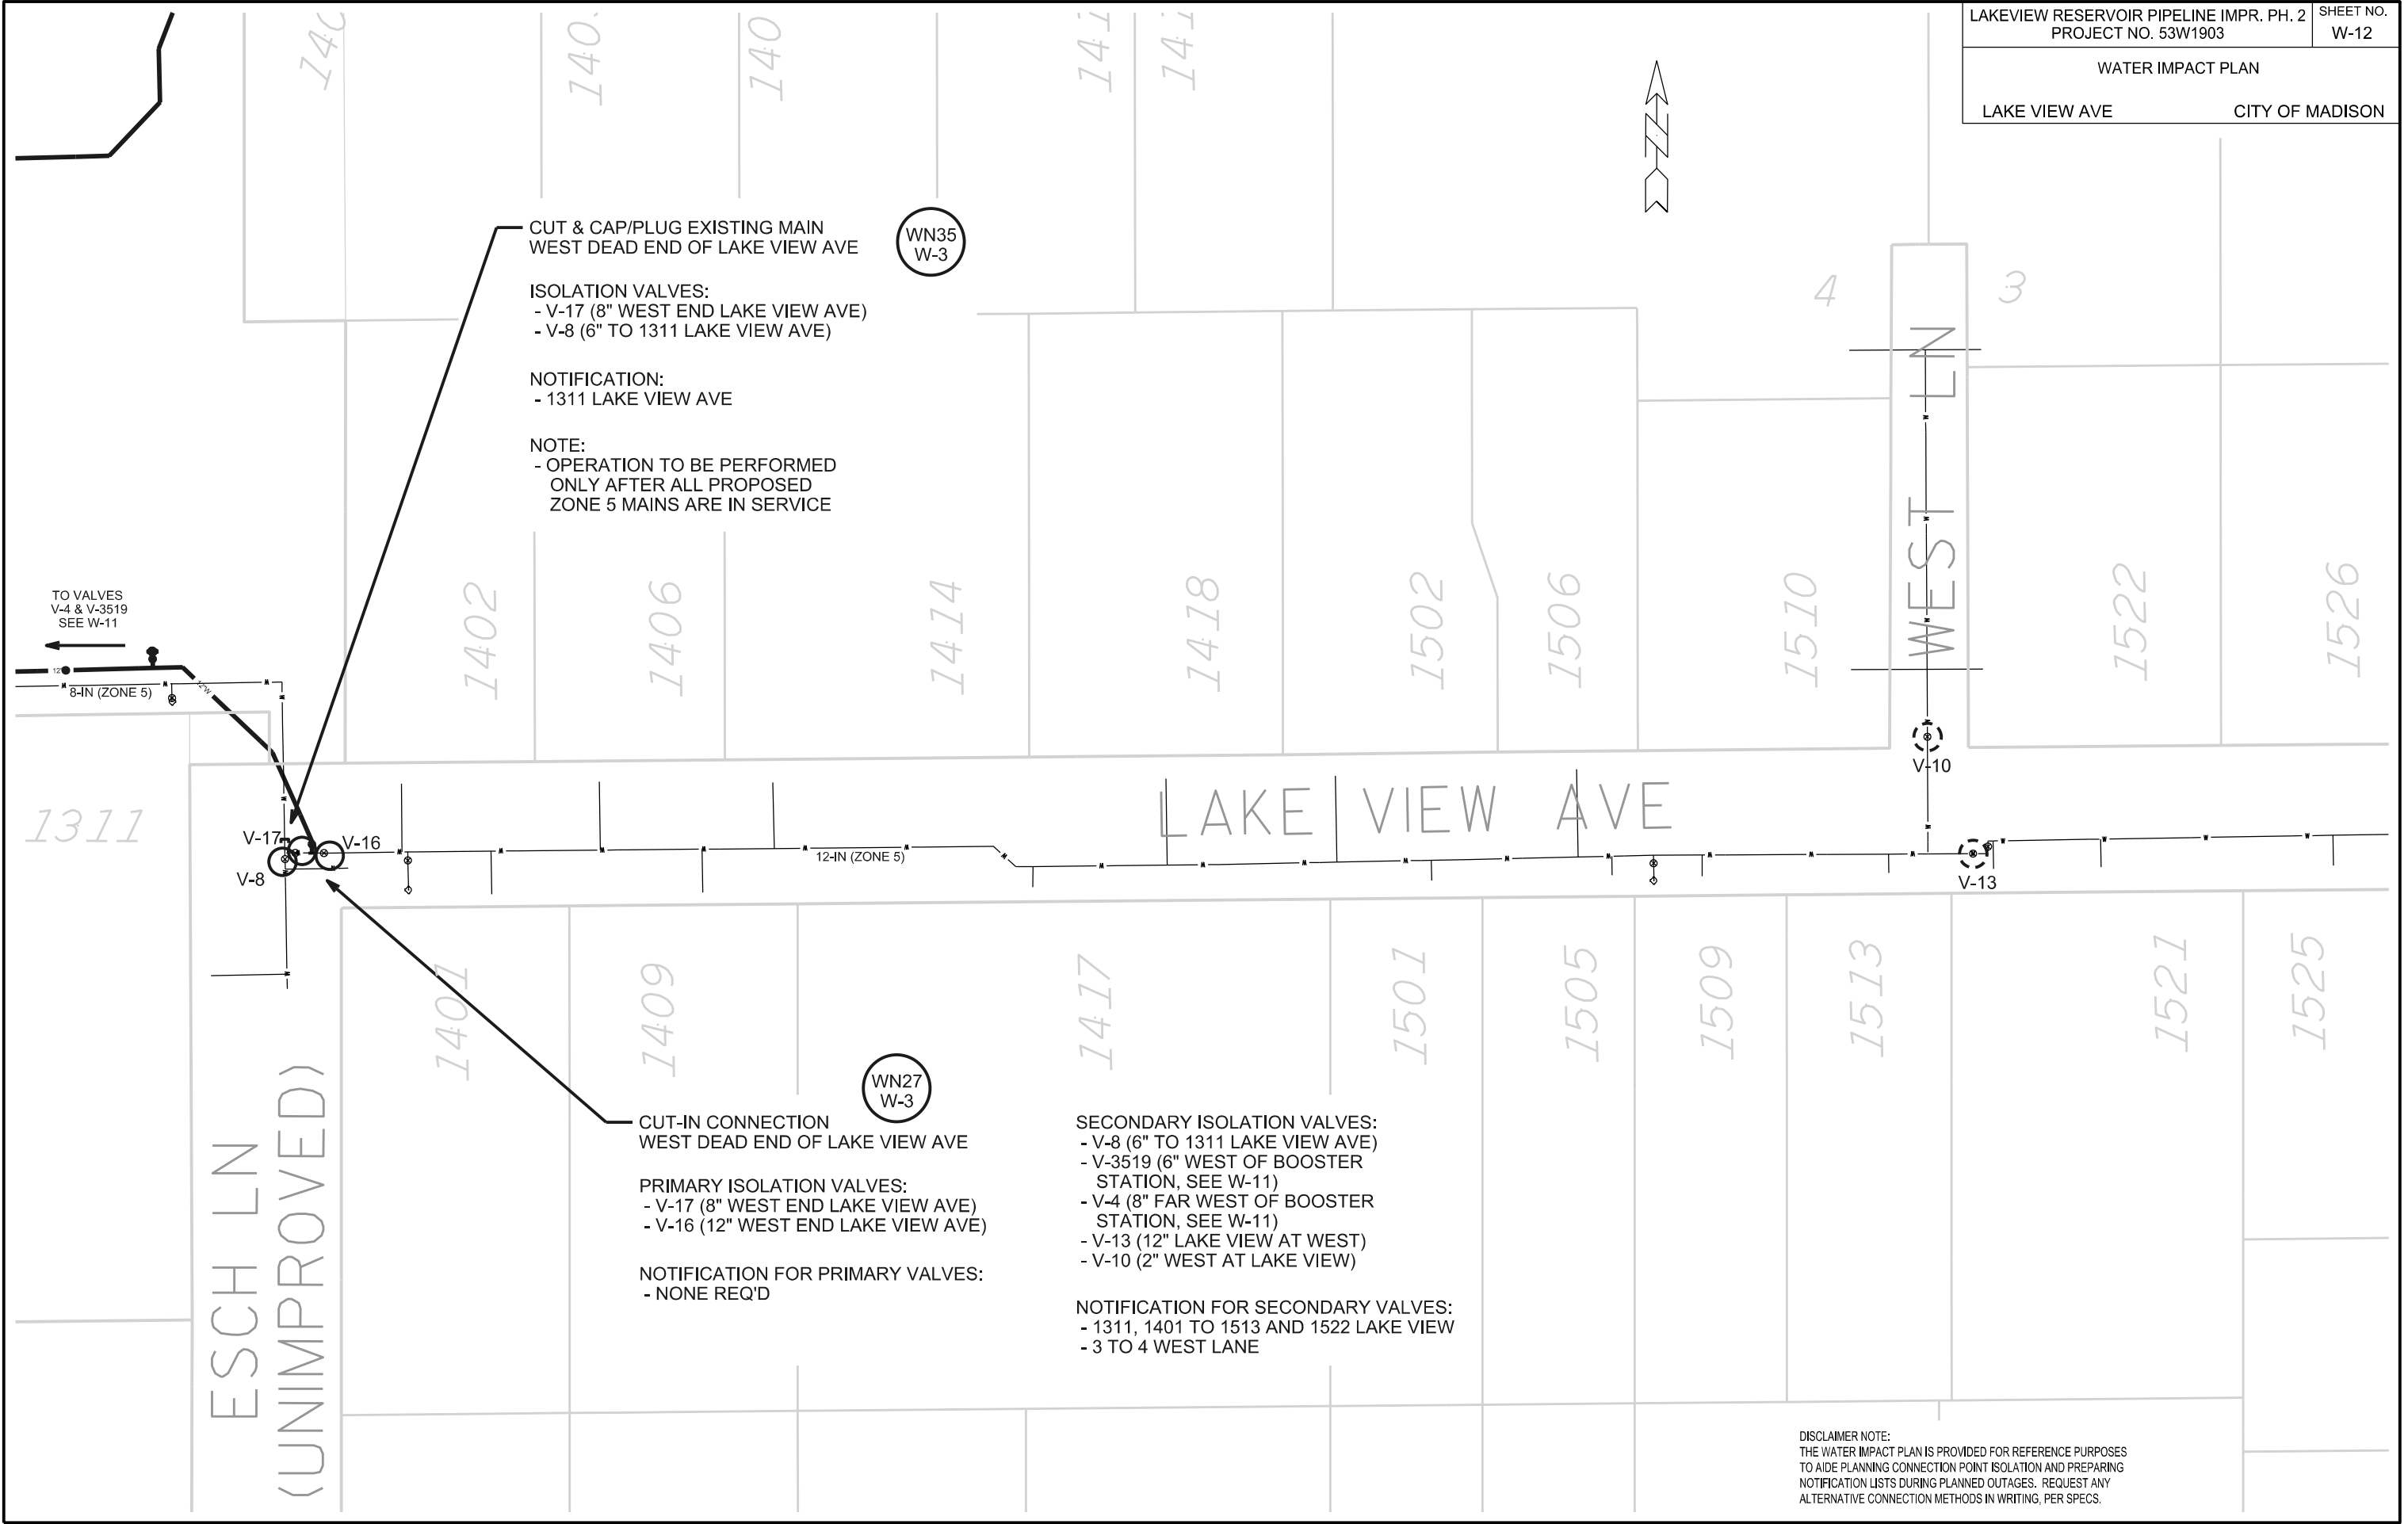 LAKEVIEW RESERVOIR PIPELINE IMPR. PH. 2
PROJECT NO. 53W1903
SHEET NO.
W-12
WATER IMPACT PLAN
LAKE VIEW AVE
CITY OF MADISON
CUT & CAP/PLUG EXISTING MAIN
WEST DEAD END OF LAKE VIEW AVE
WN35
W-3
ISOLATION VALVES:
- V-17 (8" WEST END LAKE VIEW AVE)
- V-8 (6" TO 1311 LAKE VIEW AVE)
NOTIFICATION:
- 1311 LAKE VIEW AVE
NOTE:
- OPERATION TO BE PERFORMED
ONLY AFTER ALL PROPOSED
ZONE 5 MAINS ARE IN SERVICE
4
3
WEST LN
TO VALVES
V-4 & V-3519
SEE W-11
8-IN (ZONE 5)
12"W
1402
1406
1414
1418
1502
1506
1510
1522
1526
V-10
1311
LAKE VIEW AVE
V-17
V-16
V-8
12-IN (ZONE 5)
V-13
1401
1409
1417
1501
1505
1509
1513
1521
1525
ESCH LN
(UNIMPROVED)
WN27
W-3
CUT-IN CONNECTION
WEST DEAD END OF LAKE VIEW AVE
PRIMARY ISOLATION VALVES:
- V-17 (8" WEST END LAKE VIEW AVE)
- V-16 (12" WEST END LAKE VIEW AVE)
NOTIFICATION FOR PRIMARY VALVES:
- NONE REQ'D
SECONDARY ISOLATION VALVES:
- V-8 (6" TO 1311 LAKE VIEW AVE)
- V-3519 (6" WEST OF BOOSTER
STATION, SEE W-11)
- V-4 (8" FAR WEST OF BOOSTER
STATION, SEE W-11)
- V-13 (12" LAKE VIEW AT WEST)
- V-10 (2" WEST AT LAKE VIEW)
NOTIFICATION FOR SECONDARY VALVES:
- 1311, 1401 TO 1513 AND 1522 LAKE VIEW
- 3 TO 4 WEST LANE
DISCLAIMER NOTE:
THE WATER IMPACT PLAN IS PROVIDED FOR REFERENCE PURPOSES
TO AIDE PLANNING CONNECTION POINT ISOLATION AND PREPARING
NOTIFICATION LISTS DURING PLANNED OUTAGES. REQUEST ANY
ALTERNATIVE CONNECTION METHODS IN WRITING, PER SPECS.